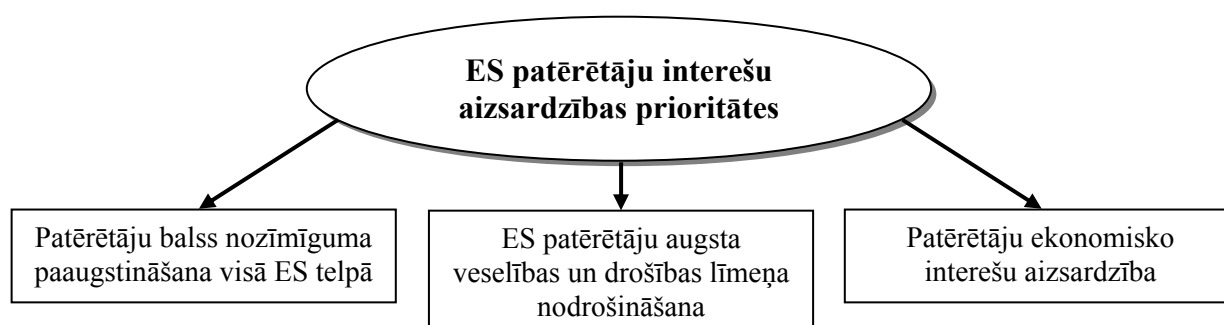 ES patērētāju interešu
aizsardzības prioritātes
Patērētāju balss nozīmīguma
paaugstināšana visā ES telpā
ES patērētāju augsta
veselības un drošības līmeņa
nodrošināšana
Patērētāju ekonomisko
interešu aizsardzība